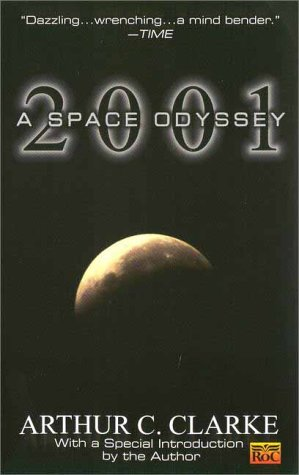 "Dazzling...wrenching...a mind bender."
—TIME
2001
A SPACE ODYSSEY
ARTHUR C. CLARKE
With a Special Introduction
by the Author
ROC